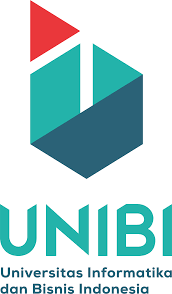 UNIBI
Universitas Informatika
dan Bisnis Indonesia